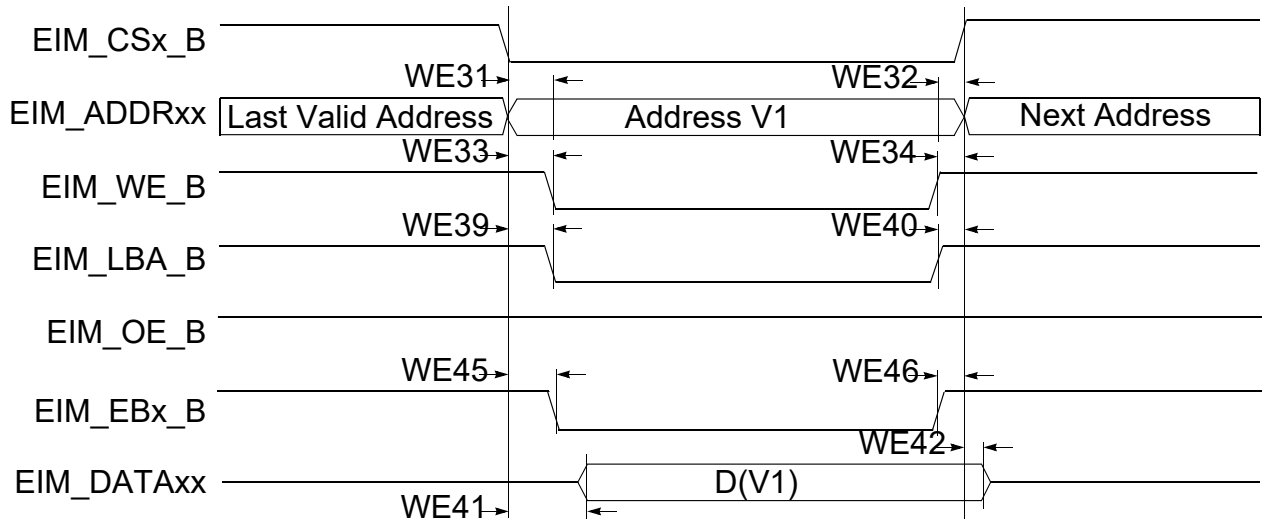 EIM_CSx_B
WE31 WE32
EIM_ADDRxx Last Valid Address Address V1 Next Address
WE33 WE34
EIM_WE_B
WE39 WE40
EIM_LBA_B
EIM_OE_B
WE45 WE46
EIM_EBx_B
WE42
EIM_DATAxx D(V1)
WE41